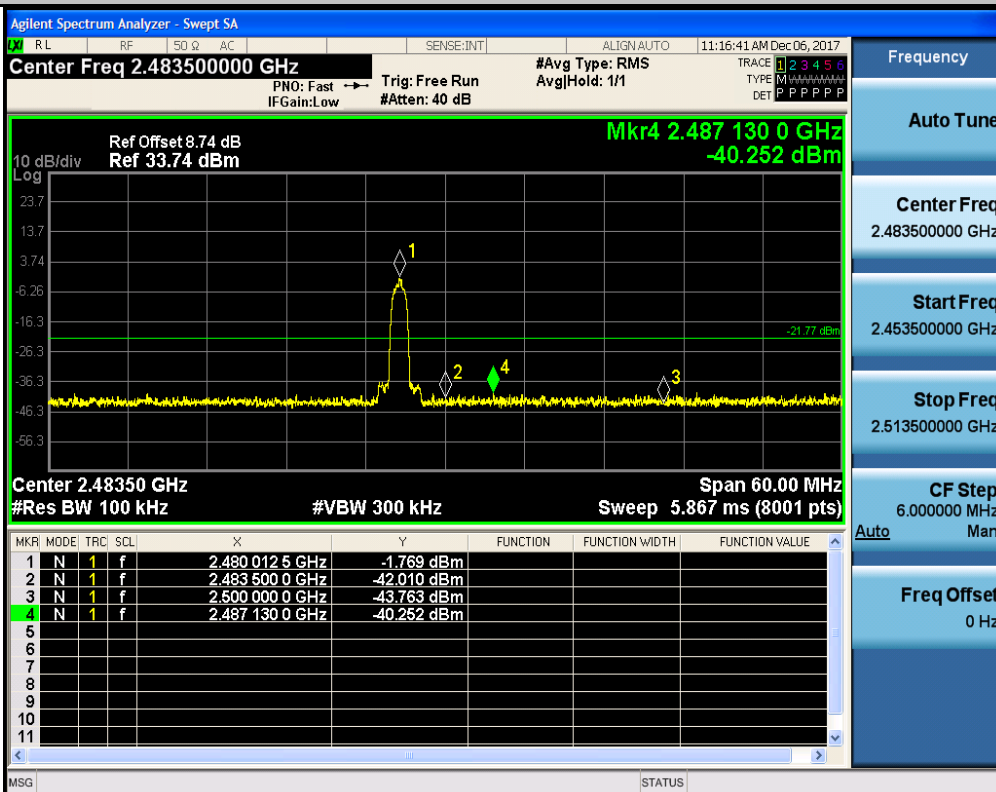 Agilent Spectrum Analyzer - Swept SA
LXI RL RF 50 Ω AC SENSE:INT ALIGN AUTO 11:16:41 AM Dec 06, 2017
Center Freq 2.483500000 GHz
PNO: Fast
IFGain:Low
Trig: Free Run
#Atten: 40 dB
#Avg Type: RMS
Avg|Hold: 1/1
TRACE 1 2 3 4 5 6
TYPE M
DET P P P P P P
Ref Offset 8.74 dB
Ref 33.74 dBm
10 dB/div
Log
Mkr4 2.487 130 0 GHz
-40.252 dBm
23.7
13.7
3.74
-6.26
-16.3
-26.3
-36.3
-46.3
-56.3
1
2
4
3
-21.77 dBm
Center 2.48350 GHz Span 60.00 MHz
#Res BW 100 kHz #VBW 300 kHz Sweep 5.867 ms (8001 pts)
MKR MODE TRC SCL X Y FUNCTION FUNCTION WIDTH FUNCTION VALUE
1 N 1 f 2.480 012 5 GHz -1.769 dBm
2 N 1 f 2.483 500 0 GHz -42.010 dBm
3 N 1 f 2.500 000 0 GHz -43.763 dBm
4 N 1 f 2.487 130 0 GHz -40.252 dBm
5
6
7
8
9
10
11
MSG STATUS
Frequency
Auto Tune
Center Freq
2.483500000 GHz
Start Freq
2.453500000 GHz
Stop Freq
2.513500000 GHz
CF Step
6.000000 MHz
Auto Man
Freq Offset
0 Hz